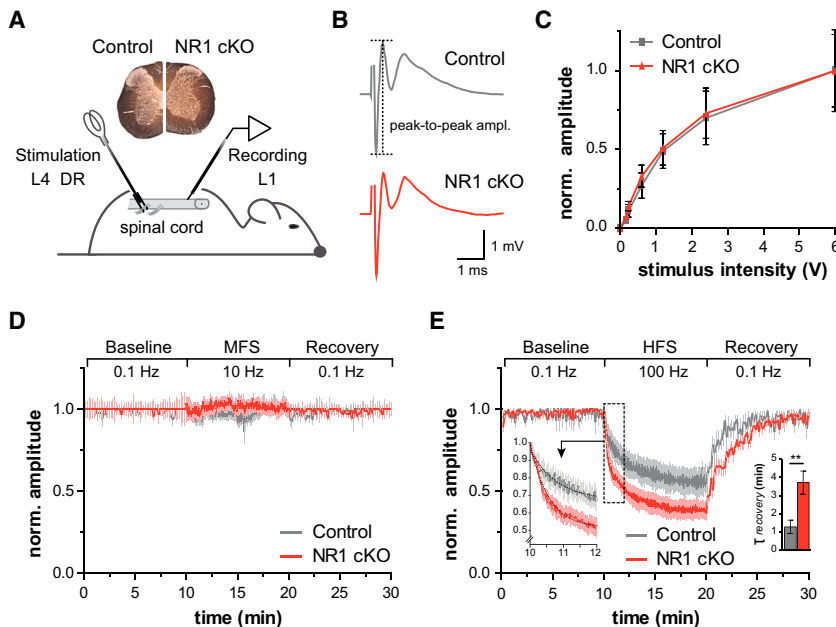 A
Control NR1 cKO
Stimulation
L4 DR
Recording
L1
spinal cord
B
Control
peak-to-peak ampl.
NR1 cKO
1 mV
1 ms
C
Control
NR1 cKO
norm. amplitude
1.0
0.5
0.0
0 1 2 3 4 5 6
stimulus intensity (V)
D
Baseline MFS Recovery
0.1 Hz 10 Hz 0.1 Hz
norm. amplitude
1.0
0.5
0.0
Control
NR1 cKO
0 5 10 15 20 25 30
time (min)
E
Baseline HFS Recovery
0.1 Hz 100 Hz 0.1 Hz
norm. amplitude
1.0
0.5
0.0
1.0
0.9
0.8
0.7
0.6
0.5
10 11 12
Control
NR1 cKO
τ recovery (min)
**
5
4
3
2
1
0
0 5 10 15 20 25 30
time (min)